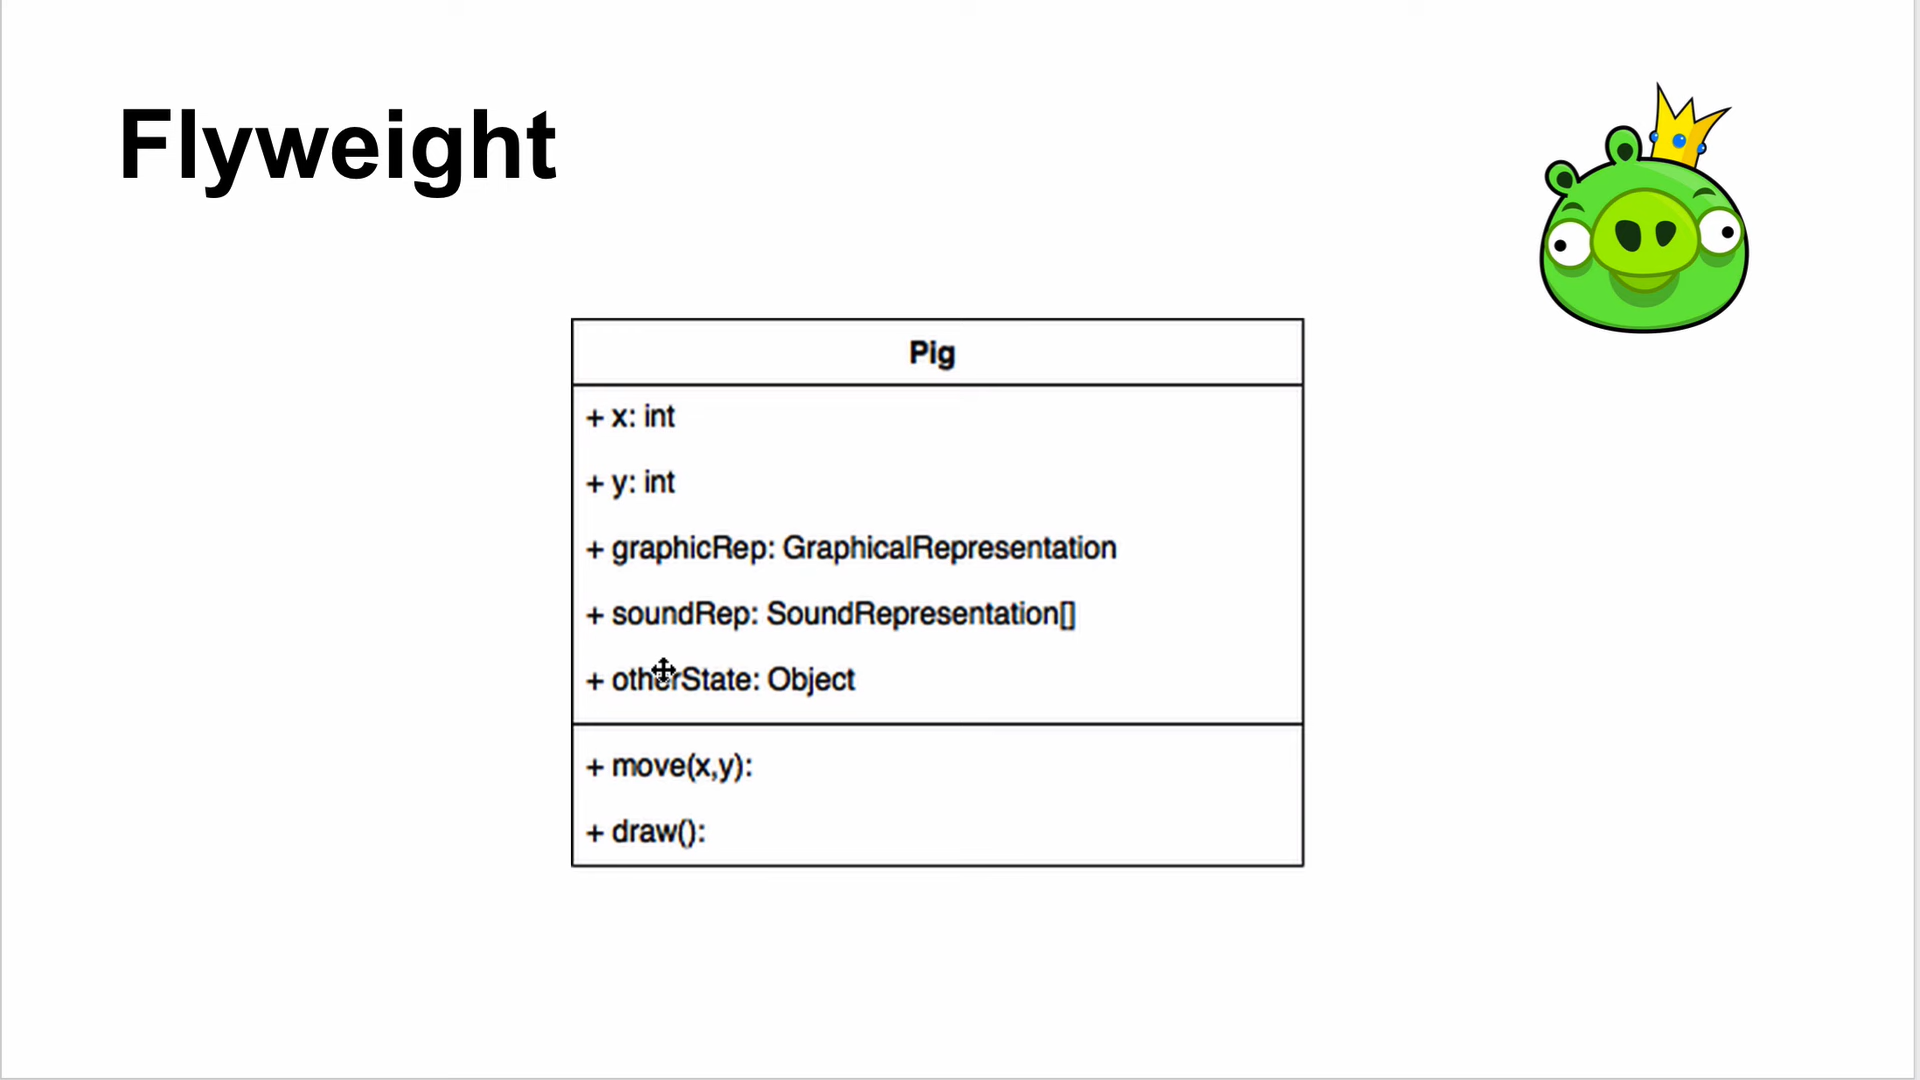 Flyweight
Pig
+ x: int
+ y: int
+ graphicRep: GraphicalRepresentation
+ soundRep: SoundRepresentation[]
+ otherState: Object
+ move(x,y):
+ draw():